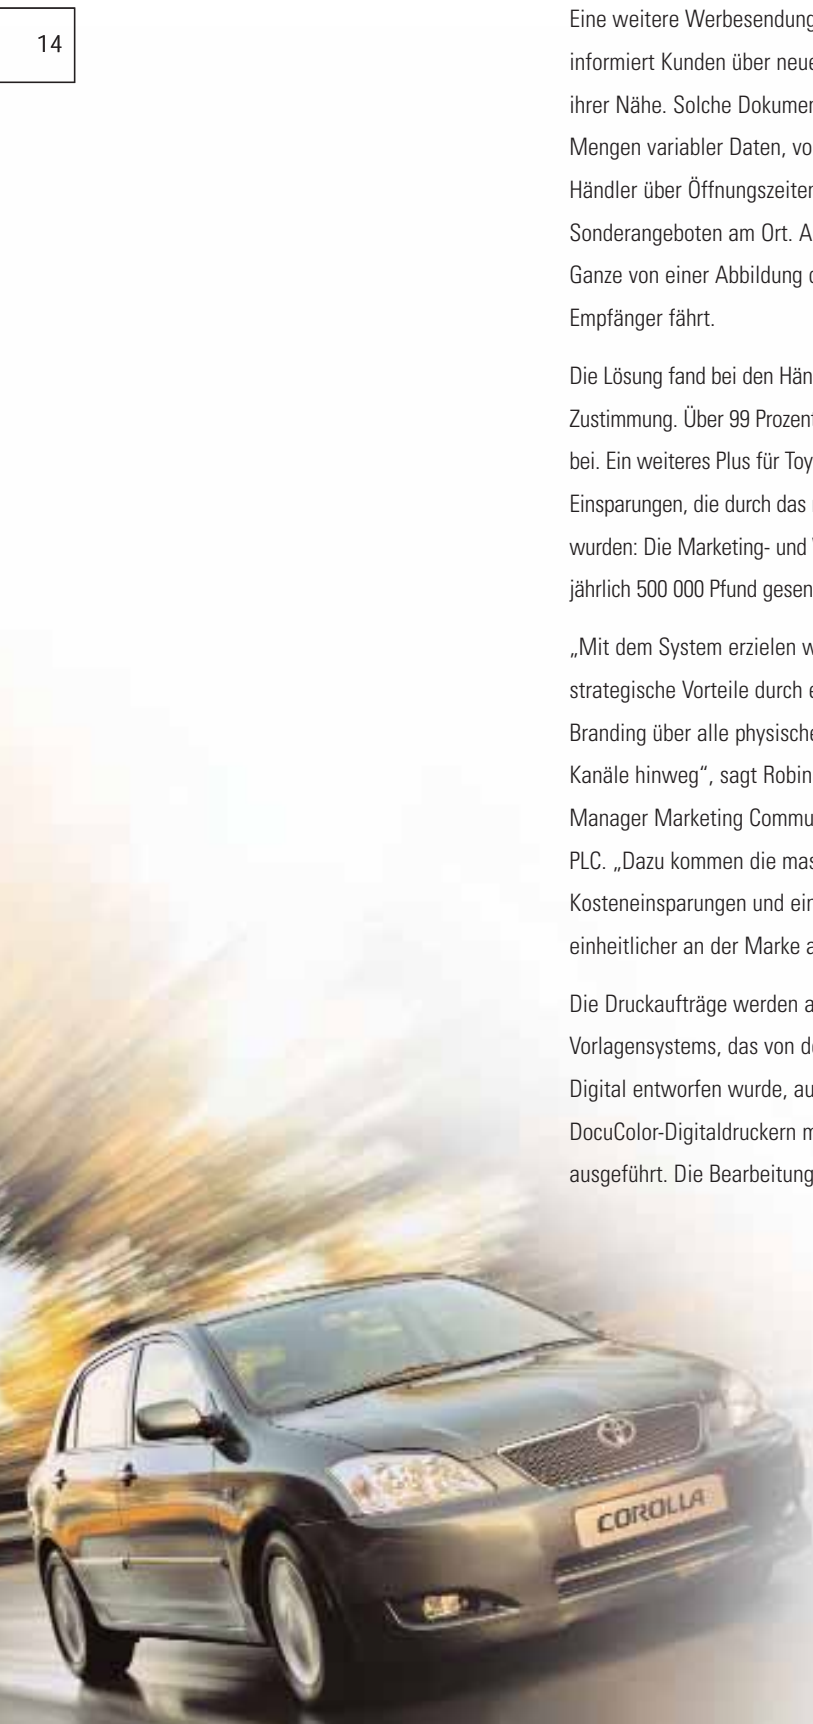 14
Eine weitere Werbesendung
informiert Kunden über neue
ihrer Nähe. Solche Dokumen
Mengen variabler Daten, vo
Händler über Öffnungszeiten
Sonderangeboten am Ort. A
Ganze von einer Abbildung d
Empfänger fährt.
Die Lösung fand bei den Hän
Zustimmung. Über 99 Prozent
bei. Ein weiteres Plus für Toy
Einsparungen, die durch das
wurden: Die Marketing- und
jährlich 500 000 Pfund gesen
„Mit dem System erzielen w
strategische Vorteile durch e
Branding über alle physische
Kanäle hinweg“, sagt Robin
Manager Marketing Commu
PLC. „Dazu kommen die mas
Kosteneinsparungen und ein
einheitlicher an der Marke a
Die Druckaufträge werden a
Vorlagensystems, das von de
Digital entworfen wurde, au
DocuColor-Digitaldruckern m
ausgeführt. Die Bearbeitung
COROLLA